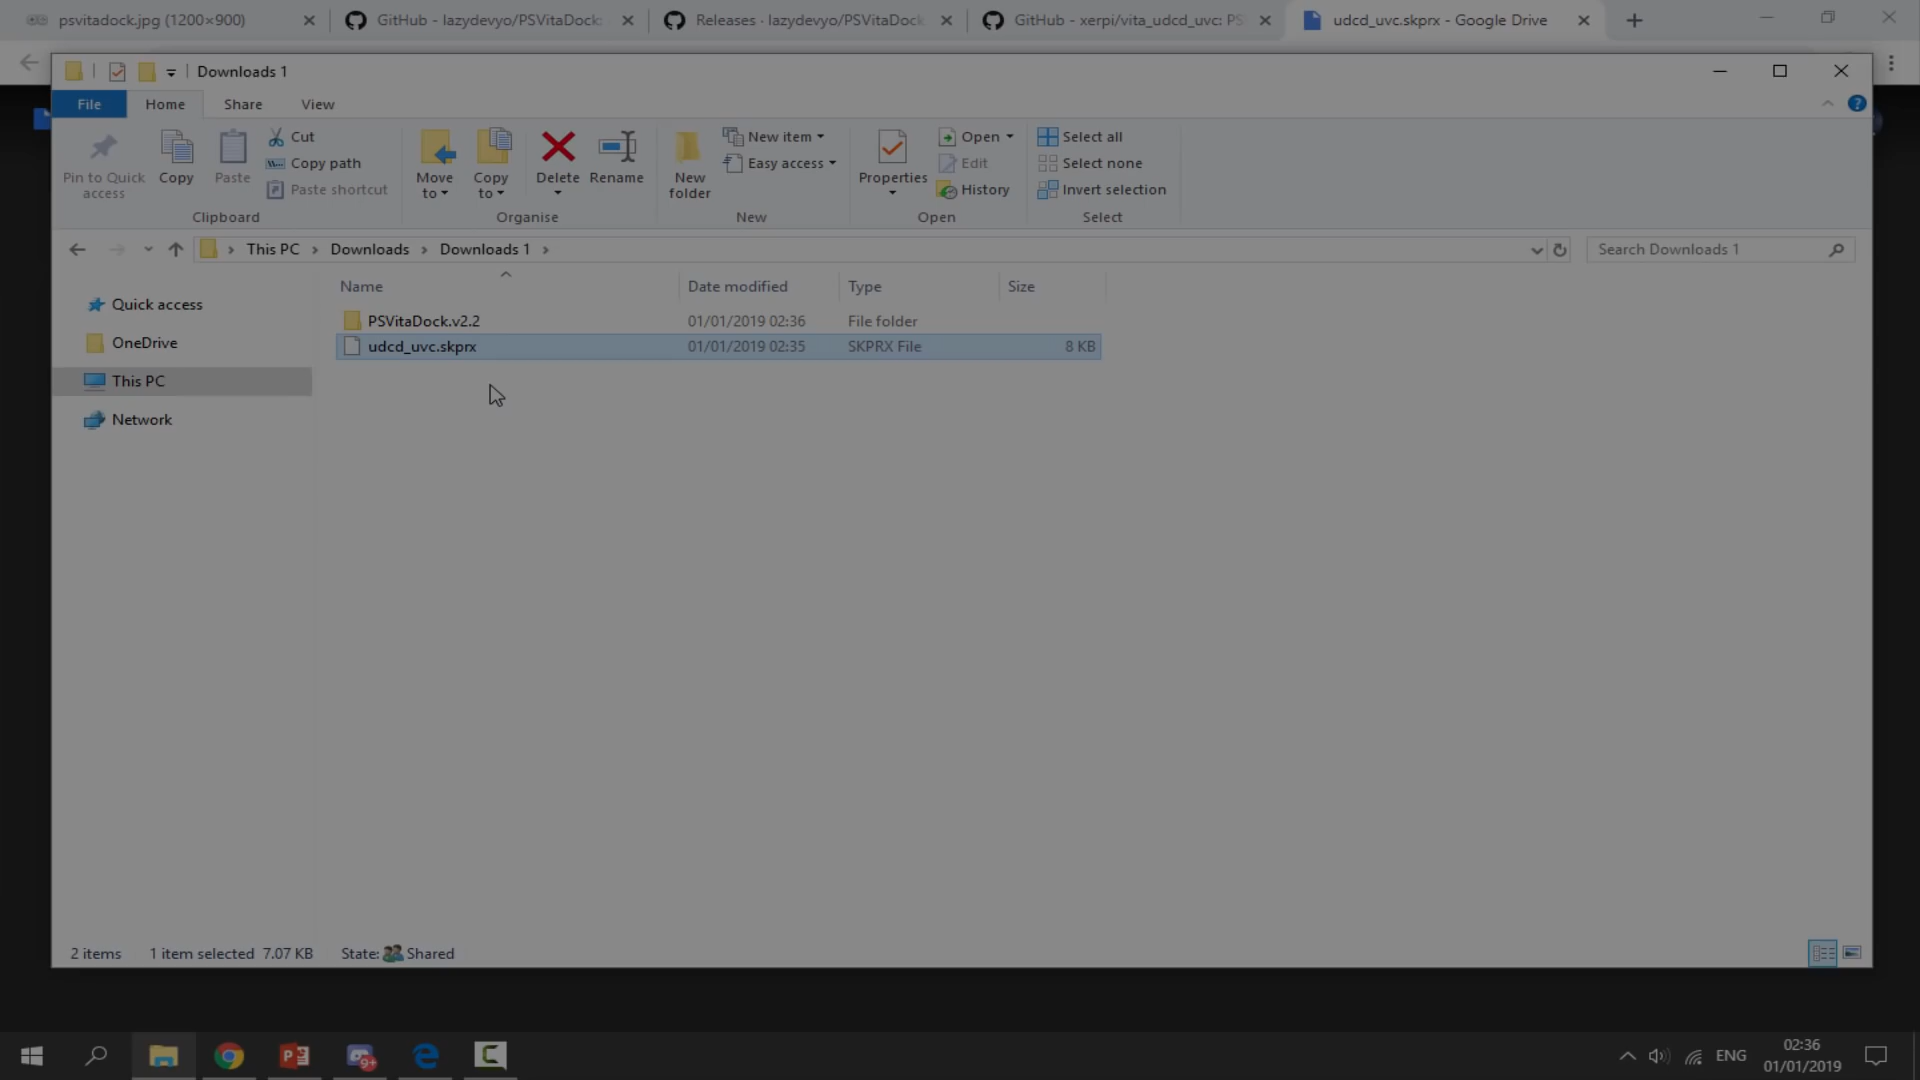 psvitadock.jpg (1200×900)
GitHub - lazydevyo/PSVitaDock
Releases · lazydevyo/PSVitaDock
GitHub - xerpi/vita_udcd_uvc: PS
udcd_uvc.skprx - Google Drive
Downloads 1
File
Home
Share
View
Pin to Quick access
Copy
Paste
Cut
Copy path
Paste shortcut
Clipboard
Move to
Copy to
Delete
Rename
Organise
New folder
New item
Easy access
New
Properties
Open
Edit
History
Open
Select all
Select none
Invert selection
Select
This PC
Downloads
Downloads 1
Search Downloads 1
Quick access
OneDrive
This PC
Network
Name
Date modified
Type
Size
PSVitaDock.v2.2 01/01/2019 02:36 File folder
udcd_uvc.skprx 01/01/2019 02:35 SKPRX File 8 KB
2 items 1 item selected 7.07 KB State: Shared
9+
ENG
02:36
01/01/2019